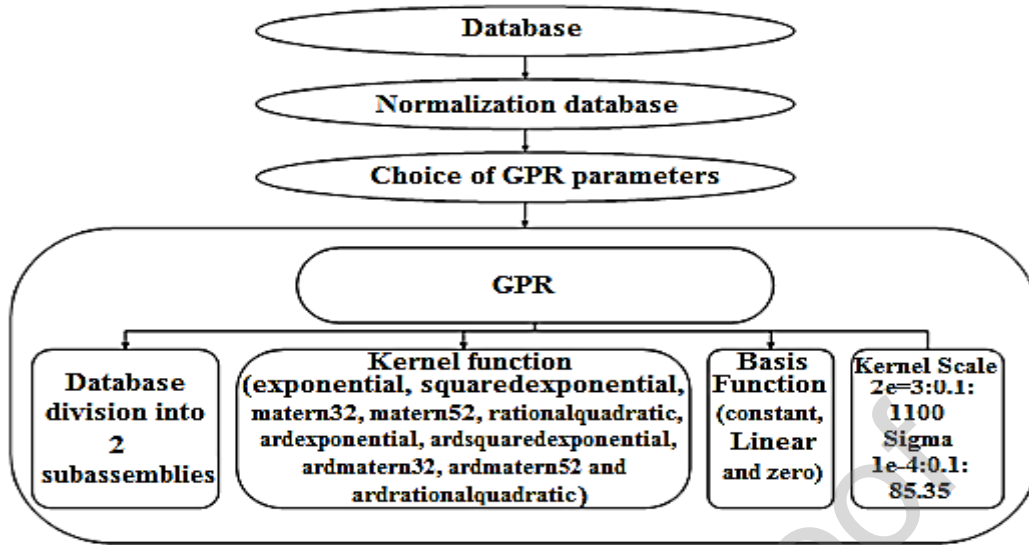 Database
Normalization database
Choice of GPR parameters
GPR
Database
division into
2
subassemblies
Kernel function
(exponential, squaredexponential,
matern32, matern52, rationalquadratic,
ardexponential, ardsquaredexponential,
ardmatern32, ardmatern52 and
ardrationalquadratic)
Basis
Function
(constant,
Linear
and zero)
Kernel Scale
2e=3:0.1:
1100
Sigma
1e-4:0.1:
85.35
oof